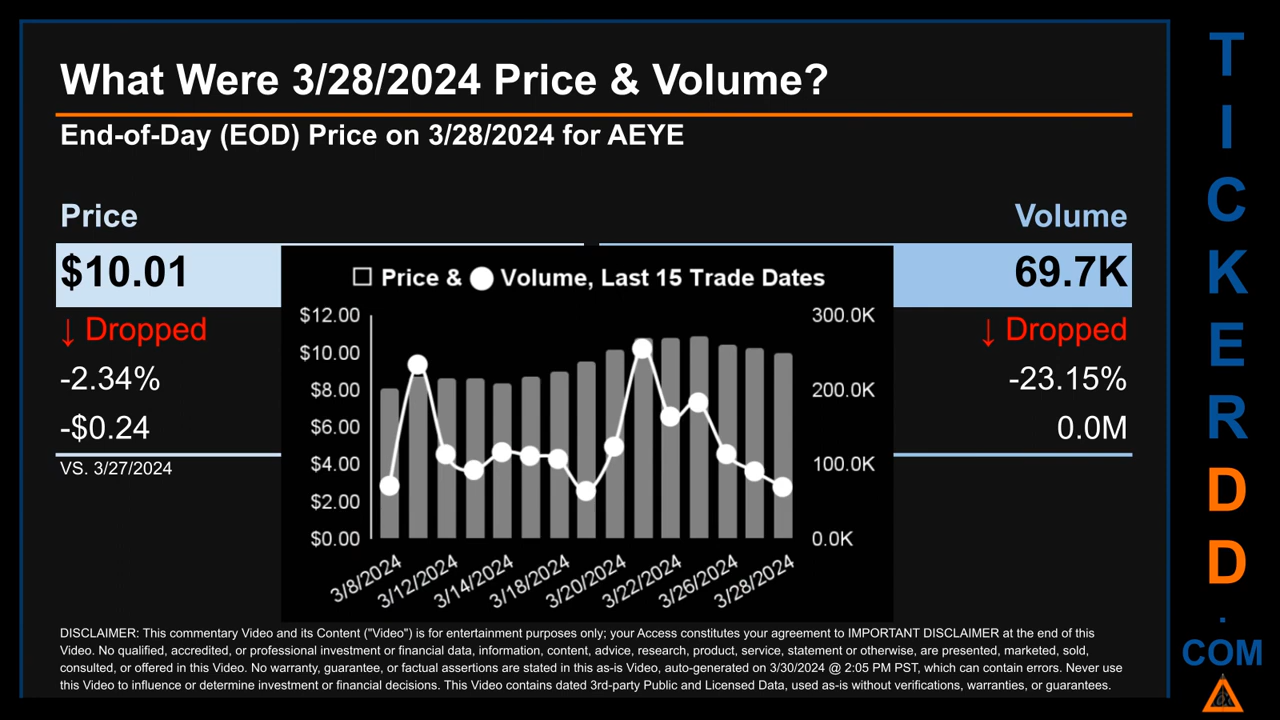 What Were 3/28/2024 Price & Volume?
End-of-Day (EOD) Price on 3/28/2024 for AEYE
Price
Volume
$10.01
69.7K
↓ Dropped
↓ Dropped
-2.34%
-23.15%
-$0.24
0.0M
VS. 3/27/2024
Price & Volume, Last 15 Trade Dates
$12.00
$10.00
$8.00
$6.00
$4.00
$2.00
$0.00
300.0K
200.0K
100.0K
0.0K
3/8/2024
3/12/2024
3/14/2024
3/18/2024
3/20/2024
3/22/2024
3/26/2024
3/28/2024
DISCLAIMER: This commentary Video and its Content ("Video") is for entertainment purposes only; your Access constitutes your agreement to IMPORTANT DISCLAIMER at the end of this
Video. No qualified, accredited, or professional investment or financial data, information, content, advice, research, product, service, statement or otherwise, are presented, marketed, sold,
consulted, or offered in this Video. No warranty, guarantee, or factual assertions are stated in this as-is Video, auto-generated on 3/30/2024 @ 2:05 PM PST, which can contain errors. Never use
this Video to influence or determine investment or financial decisions. This Video contains dated 3rd-party Public and Licensed Data, used as-is without verifications, warranties, or guarantees.
T
I
C
K
E
R
D
D
.
COM